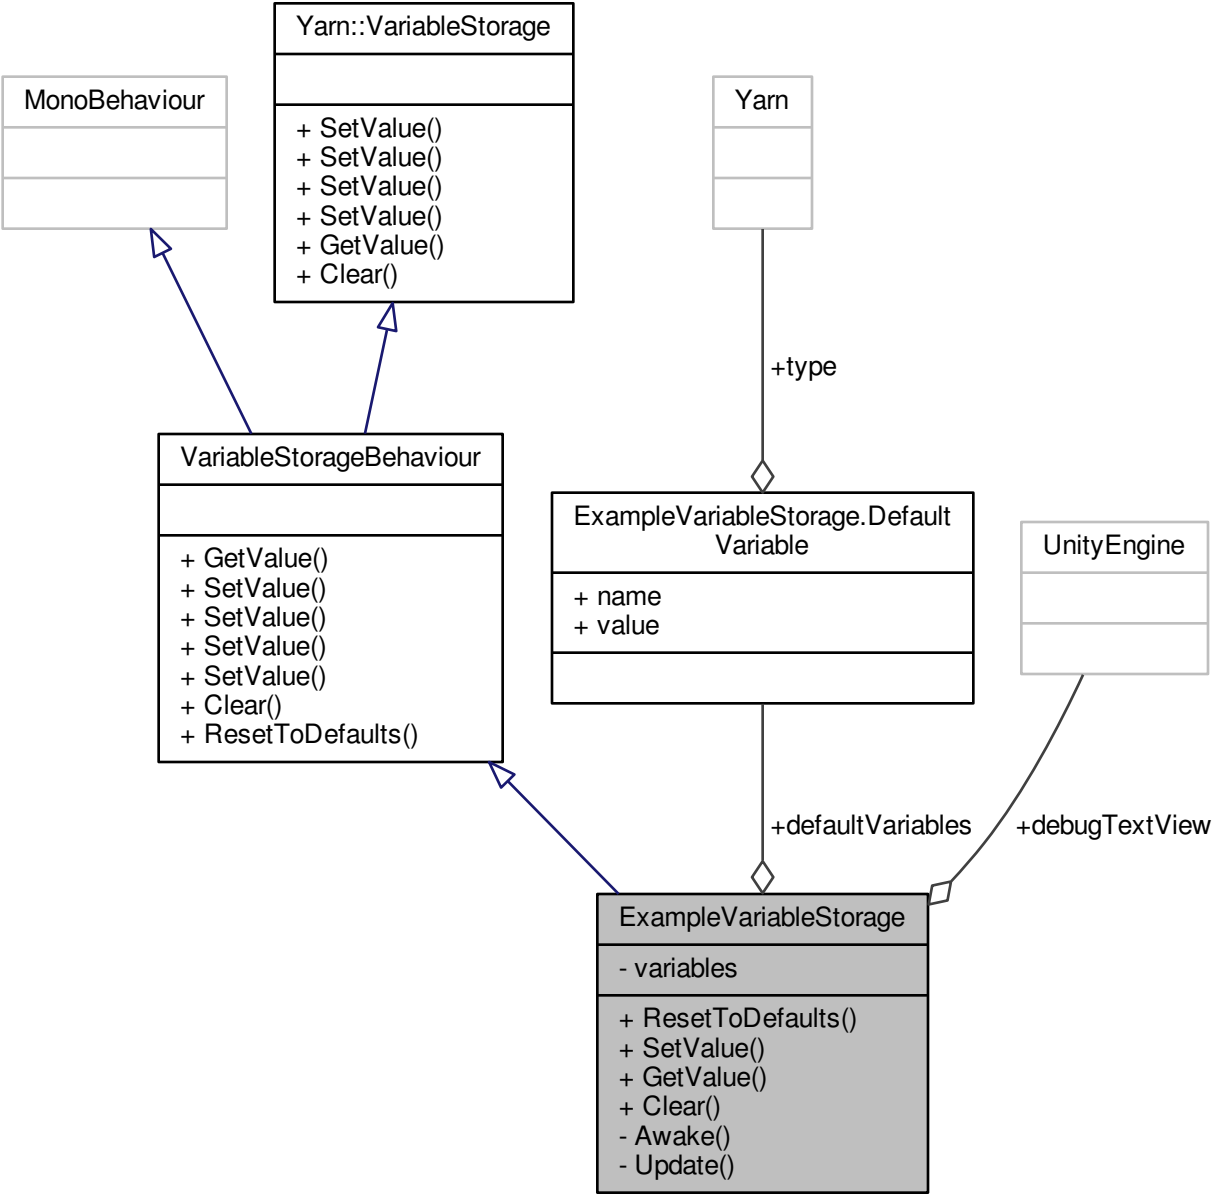 Yarn::VariableStorage
+ SetValue()
+ SetValue()
+ SetValue()
+ SetValue()
+ GetValue()
+ Clear()
MonoBehaviour
Yarn
+type
VariableStorageBehaviour
+ GetValue()
+ SetValue()
+ SetValue()
+ SetValue()
+ SetValue()
+ Clear()
+ ResetToDefaults()
ExampleVariableStorage.Default
Variable
+ name
+ value
UnityEngine
+defaultVariables
+debugTextView
ExampleVariableStorage
- variables
+ ResetToDefaults()
+ SetValue()
+ GetValue()
+ Clear()
- Awake()
- Update()